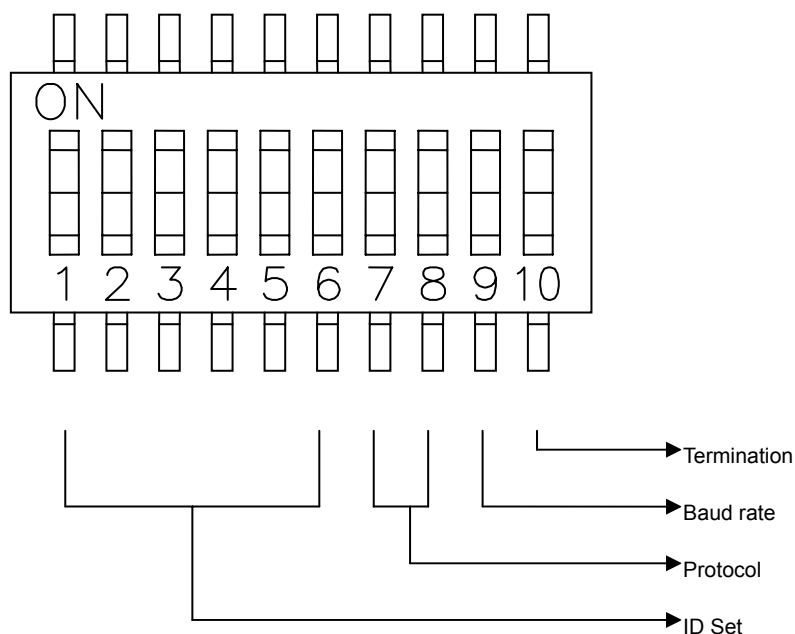 ON
1 2 3 4 5 6 7 8 9 10
Termination
Baud rate
Protocol
ID Set